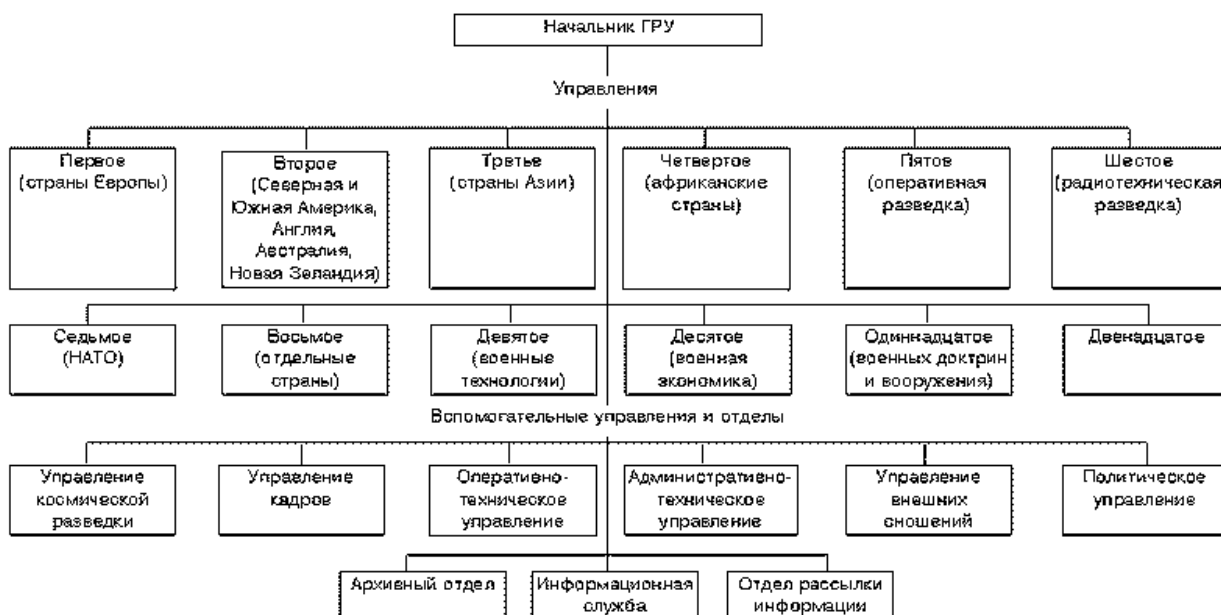 Начальник ГРУ
Управления
Первое
(страны Европы)
Второе
(Северная и
Южная Америка,
Англия,
Австралия,
Новая Зеландия)
Третье
(страны Азии)
Четвертое
(африканские
страны)
Пятое
(оперативная
разведка)
Шестое
(радиотехническая
разведка)
Седьмое
(НАТО)
Восьмое
(отдельные
страны)
Девятое
(военные
технологии)
Десятое
(военная
экономика)
Одиннадцатое
(военных доктрин
и вооружения)
Двенадцатое
Вспомогательные управления и отделы
Управление
космической
разведки
Управление
кадров
Оперативно-
техническое
управление
Административно-
техническое
управление
Управление
внешних
сношений
Политическое
управление
Архивный отдел
Информационная
служба
Отдел рассылки
информации